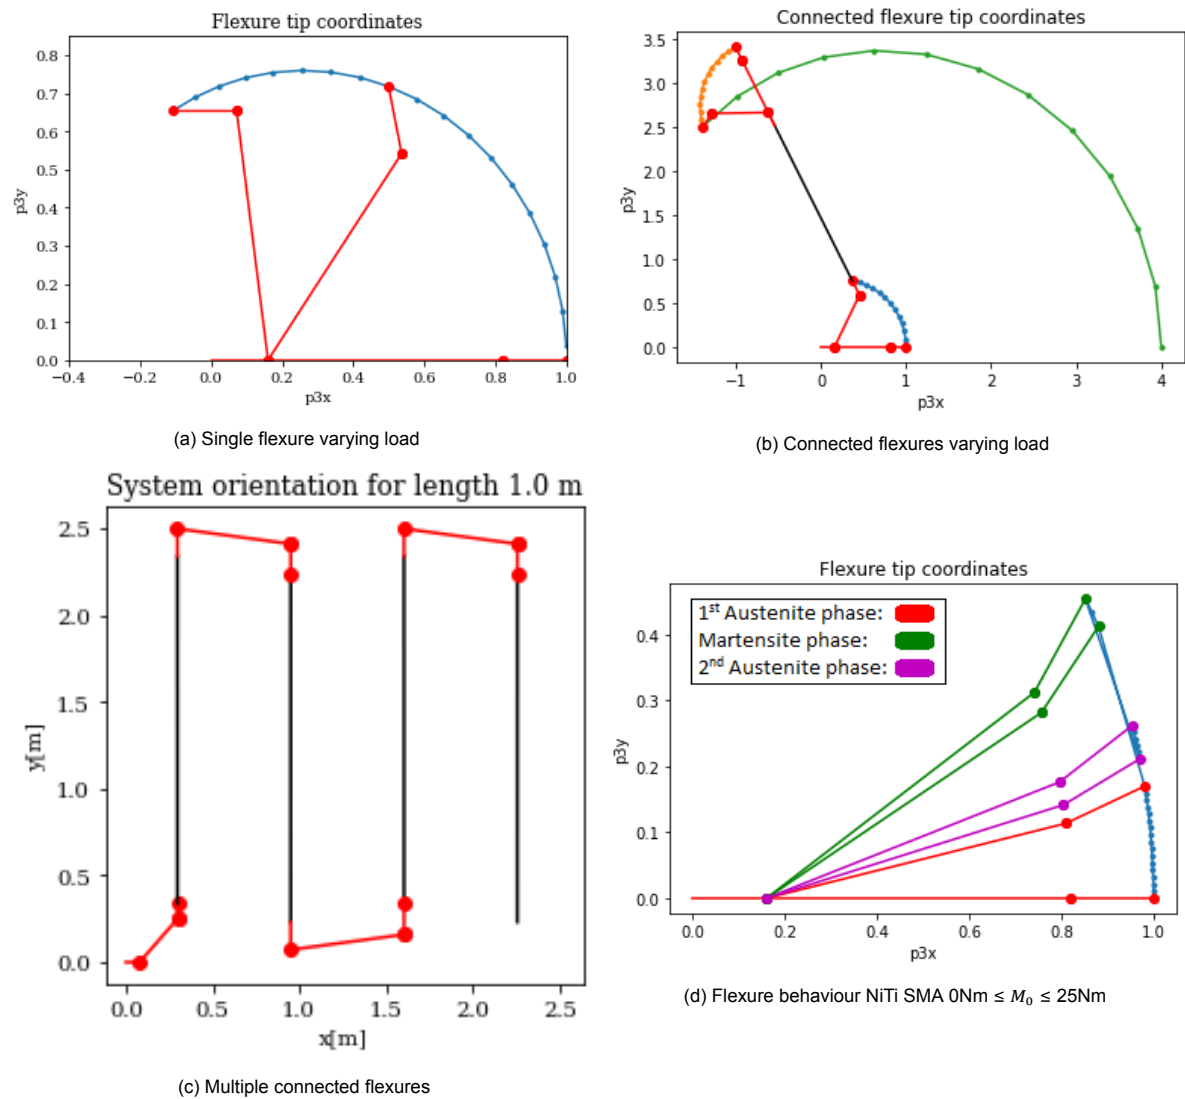 Flexure tip coordinates
0.8
0.7
0.6
0.5
0.4
0.3
0.2
0.1
0.0
p3y
−0.4 −0.2 0.0 0.2 0.4 0.6 0.8 1.0
p3x
(a) Single flexure varying load
Connected flexure tip coordinates
3.5
3.0
2.5
2.0
1.5
1.0
0.5
0.0
p3y
−1 0 1 2 3 4
p3x
(b) Connected flexures varying load
System orientation for length 1.0 m
2.5
2.0
1.5
1.0
0.5
0.0
y[m]
0.0 0.5 1.0 1.5 2.0 2.5
x[m]
(c) Multiple connected flexures
Flexure tip coordinates
1st Austenite phase:
Martensite phase:
2nd Austenite phase:
0.4
0.3
0.2
0.1
0.0
p3y
0.0 0.2 0.4 0.6 0.8 1.0
p3x
(d) Flexure behaviour NiTi SMA 0Nm ≤ M₀ ≤ 25Nm